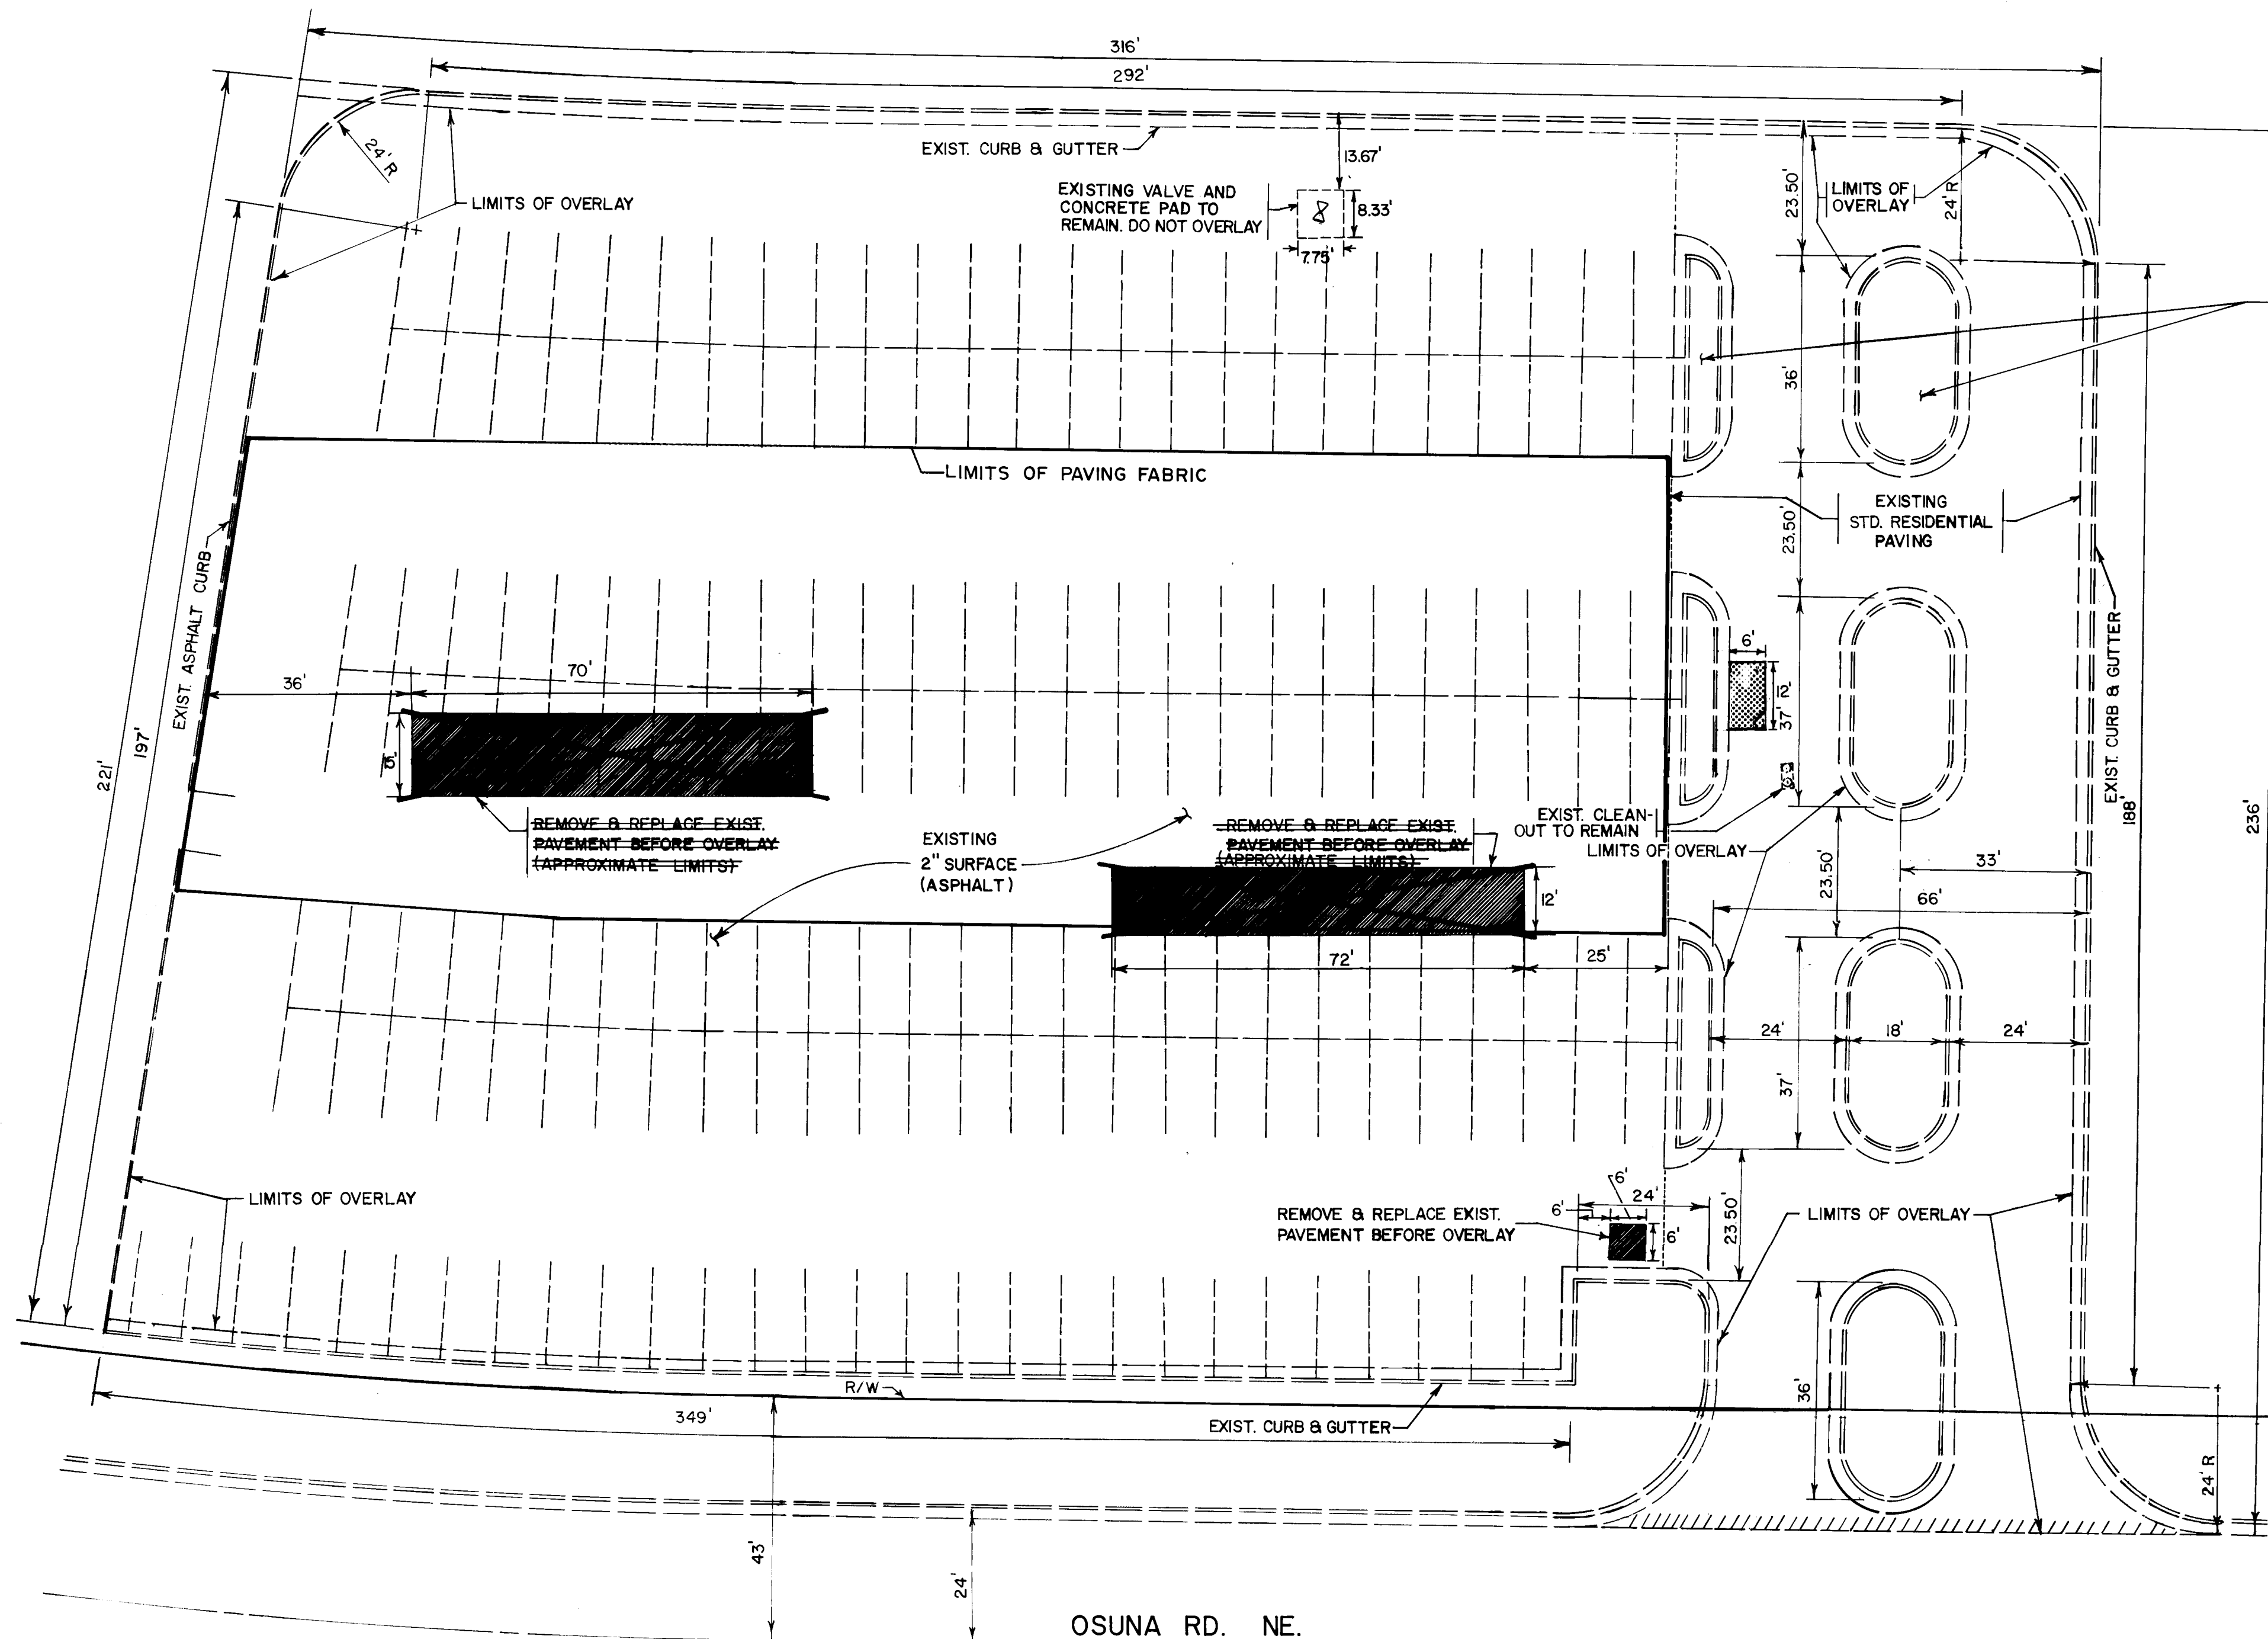 316'
292'
EXIST. CURB & GUTTER
13.67'
24' R
LIMITS OF OVERLAY
EXISTING VALVE AND
CONCRETE PAD TO
REMAIN. DO NOT OVERLAY
8
8.33'
7.75'
23.50'
LIMITS OF
OVERLAY
24' R
36'
LIMITS OF PAVING FABRIC
EXISTING
STD. RESIDENTIAL
PAVING
23.50'
EXIST. ASPHALT CURB
EXIST. CURB & GUTTER
36'
70'
6'
12'
37'
221'
197'
188'
236'
REMOVE & REPLACE EXIST.
PAVEMENT BEFORE OVERLAY
(APPROXIMATE LIMITS)
EXISTING
2" SURFACE
(ASPHALT)
REMOVE & REPLACE EXIST.
PAVEMENT BEFORE OVERLAY
(APPROXIMATE LIMITS)
EXIST. CLEAN-
OUT TO REMAIN
LIMITS OF OVERLAY
12'
23.50'
33'
66'
72'
25'
24'
18'
24'
37'
LIMITS OF OVERLAY
REMOVE & REPLACE EXIST.
PAVEMENT BEFORE OVERLAY
6'
6'
24'
6'
23.50'
LIMITS OF OVERLAY
R/W
349'
EXIST. CURB & GUTTER
36'
24' R
43'
24'
OSUNA RD. NE.